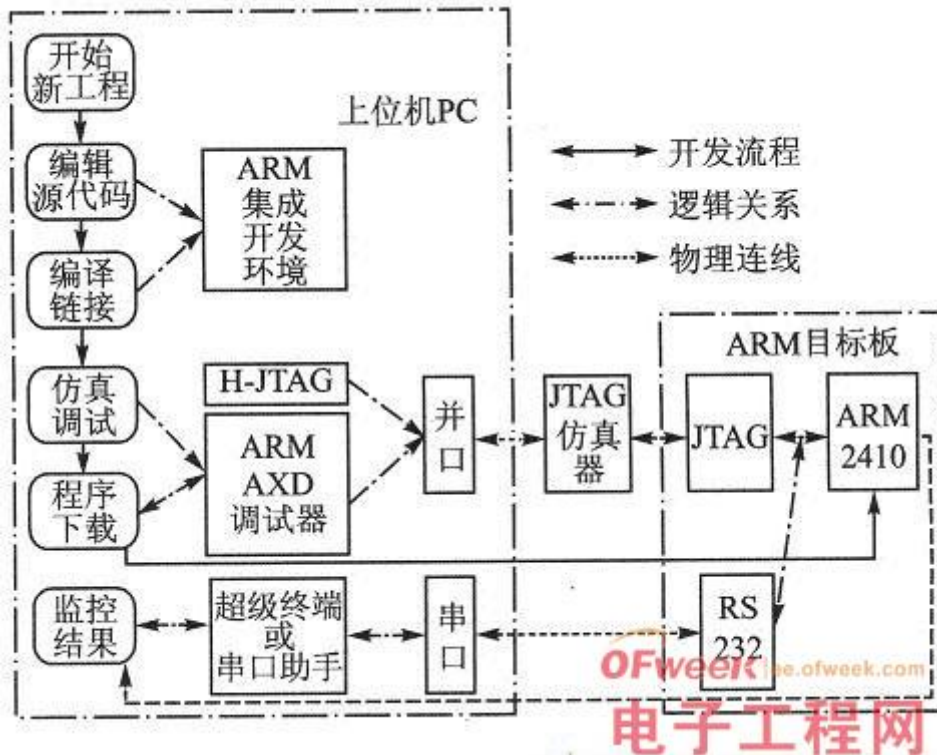 开始
新工程
上位机PC
编辑
源代码
ARM
集成
开发
环境
开发流程
逻辑关系
物理连线
编译
链接
ARM目标板
仿真
调试
H-JTAG
并
口
JTAG
仿真
器
JTAG
ARM
2410
ARM
AXD
调试器
程序
下载
监控
结果
超级终端
或
串口助手
串
口
RS
232
OFweek
ee.ofweek.com
电子工程网